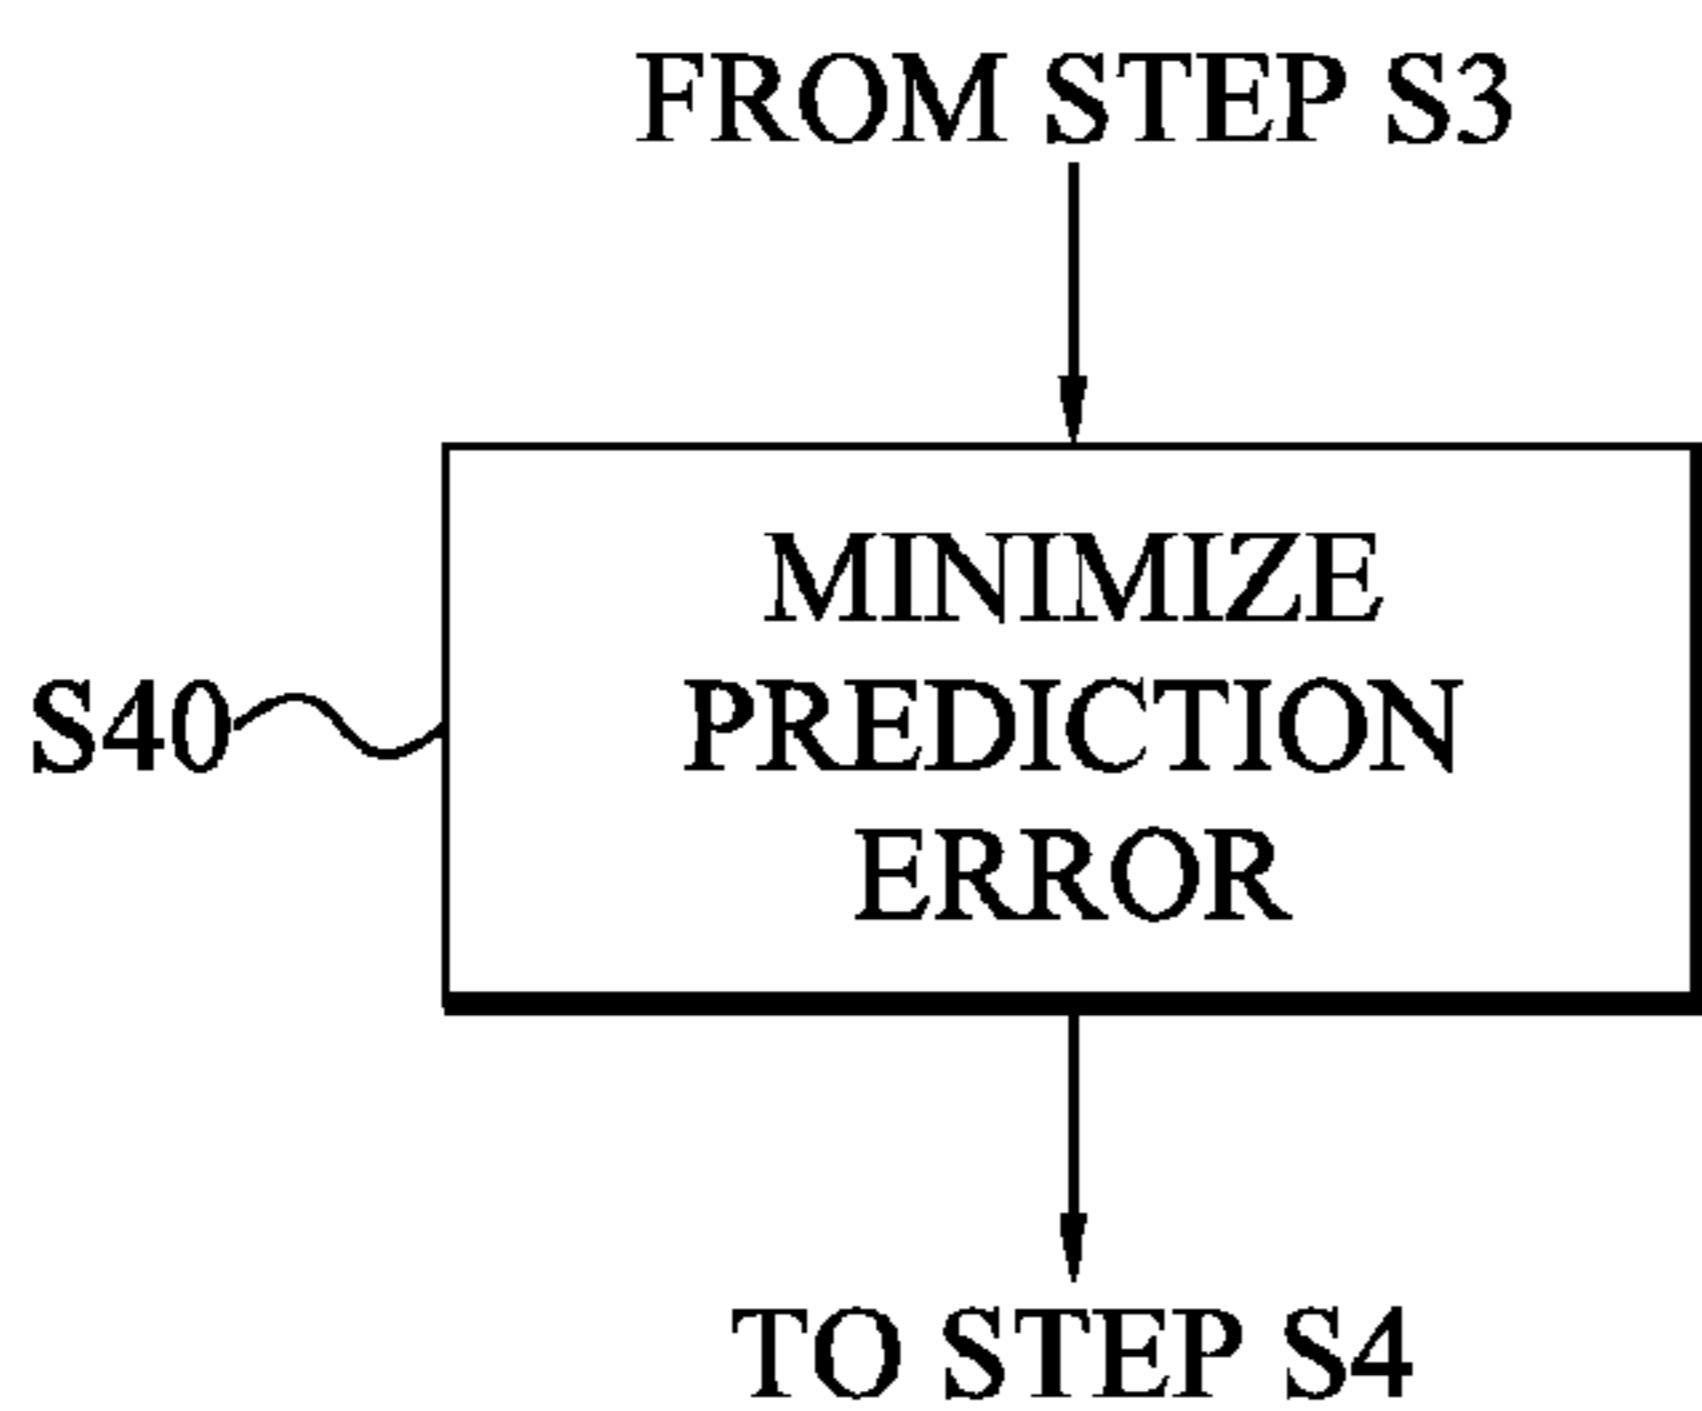 FROM STEP S3
MINIMIZE
PREDICTION
ERROR
S40
TO STEP S4